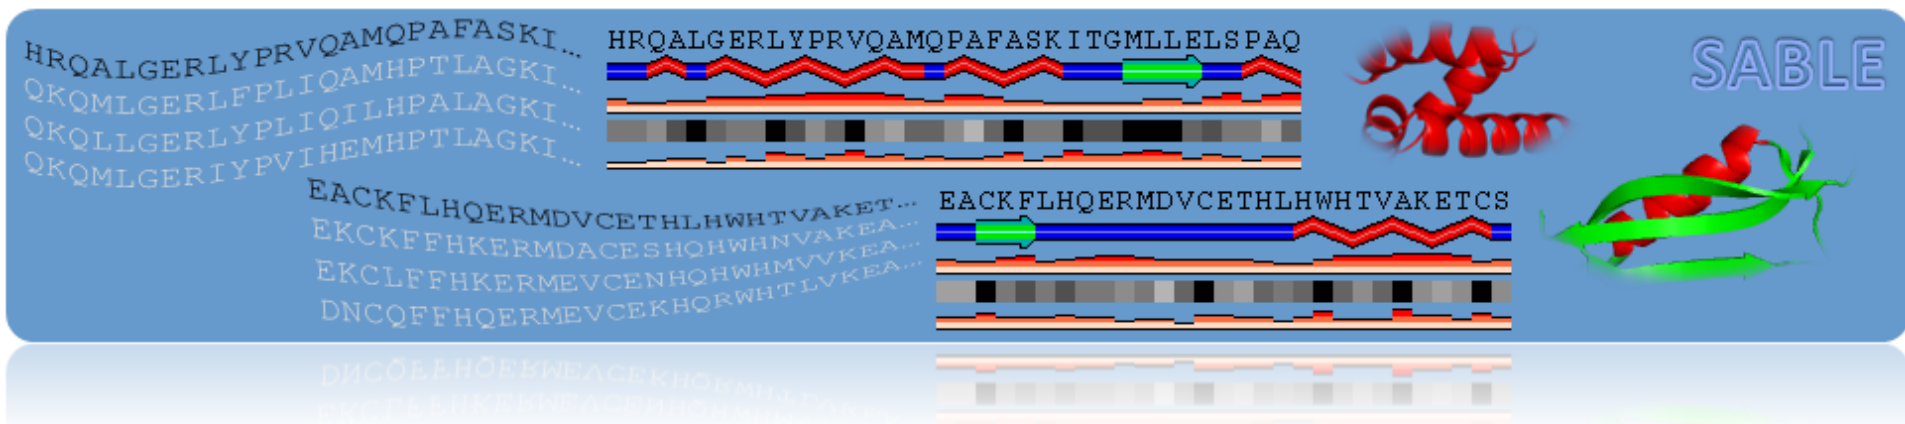 HRQALGERLYPRVQAMQPAFASKI...
QKQMLGERLFPLIQAMHPTLAGKI...
QKQLLGERLYPLIQILHPALAGKI...
QKQMLGERIYPVIHEMHPTLAGKI...
HRQALGERLYPRVQAMQPAFASKITGMLLELSPAQ
SABLE
EACKFLHQERMDVCETHLHWHTVAKET...
EKCKFFHKERMDACESHQHWHNVAKEA...
EKCLFFHKERMEVCENHQHWHMVVKEA...
DNCQFFHQERMEVCEKHQRWHTLVKEA...
EACKFLHQERMDVCETHLHWHTVAKETCS